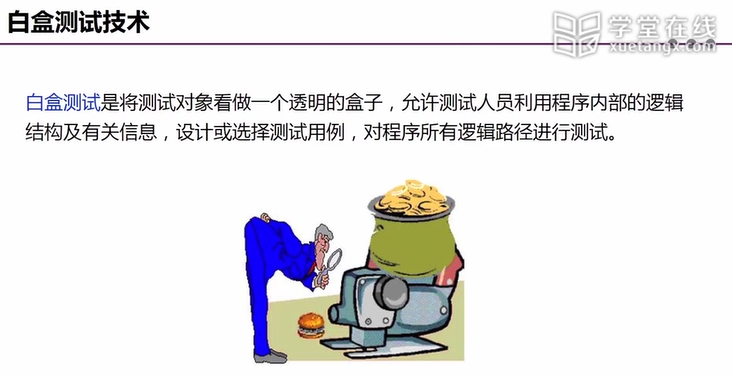 白盒测试技术
学堂在线
xuetangx.com
白盒测试是将测试对象看做一个透明的盒子，允许测试人员利用程序内部的逻辑
结构及有关信息，设计或选择测试用例，对程序所有逻辑路径进行测试。